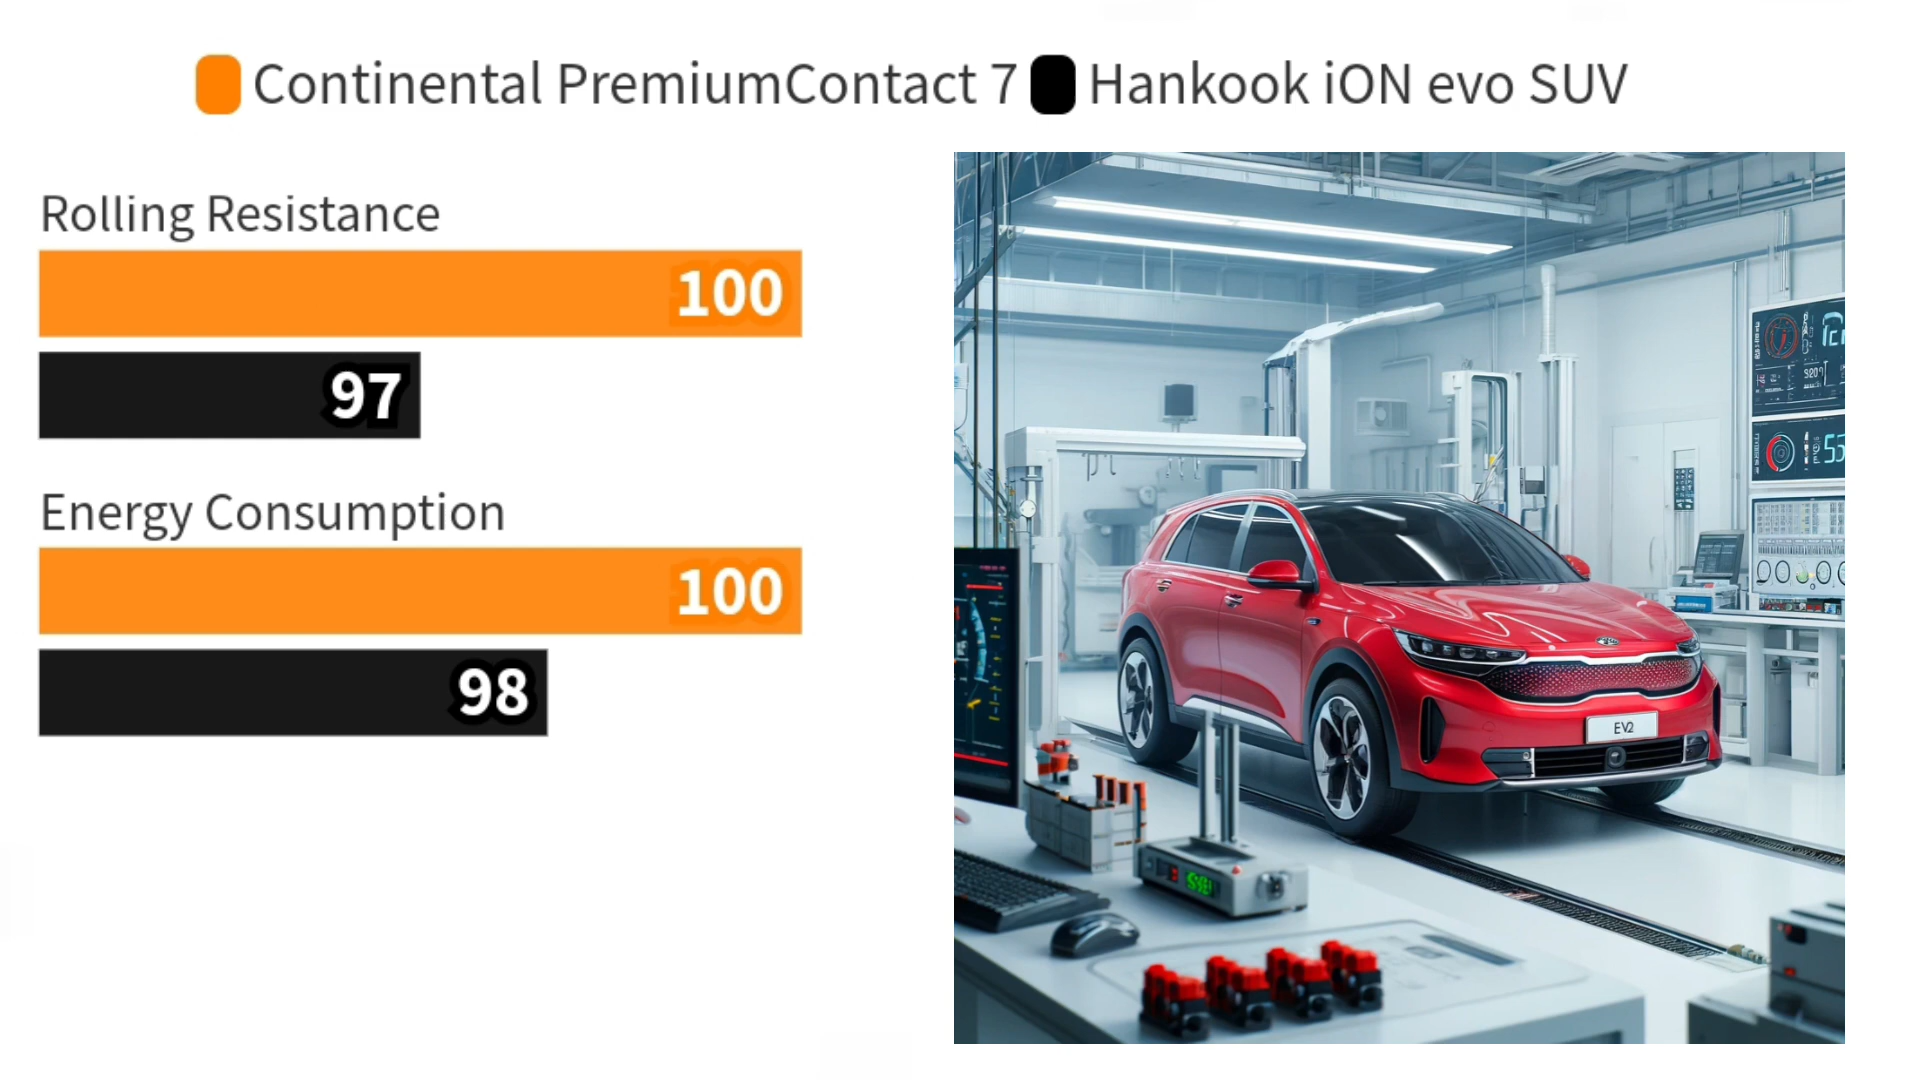 Continental PremiumContact 7 Hankook iON evo SUV
Rolling Resistance
100
97
Energy Consumption
100
98
EV2